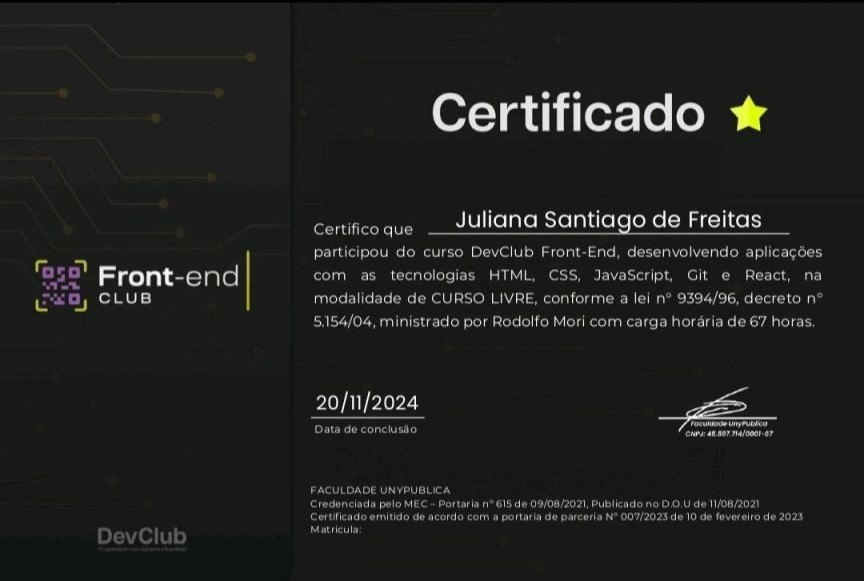 Certificado
Certifico que Juliana Santiago de Freitas
participou do curso DevClub Front-End, desenvolvendo aplicações
com as tecnologias HTML, CSS, JavaScript, Git e React, na
modalidade de CURSO LIVRE, conforme a lei nº 9394/96, decreto nº
5.154/04, ministrado por Rodolfo Mori com carga horária de 67 horas.
Front-end
CLUB
20/11/2024
Data de conclusão
Faculdade UnyPublica
CNPJ: 45.597.714/0001-67
FACULDADE UNYPUBLICA
Credenciada pelo MEC – Portaria nº 615 de 09/08/2021, Publicado no D.O.U de 11/08/2021
Certificado emitido de acordo com a portaria de parceria Nº 007/2023 de 10 de fevereiro de 2023
Matricula:
DevClub